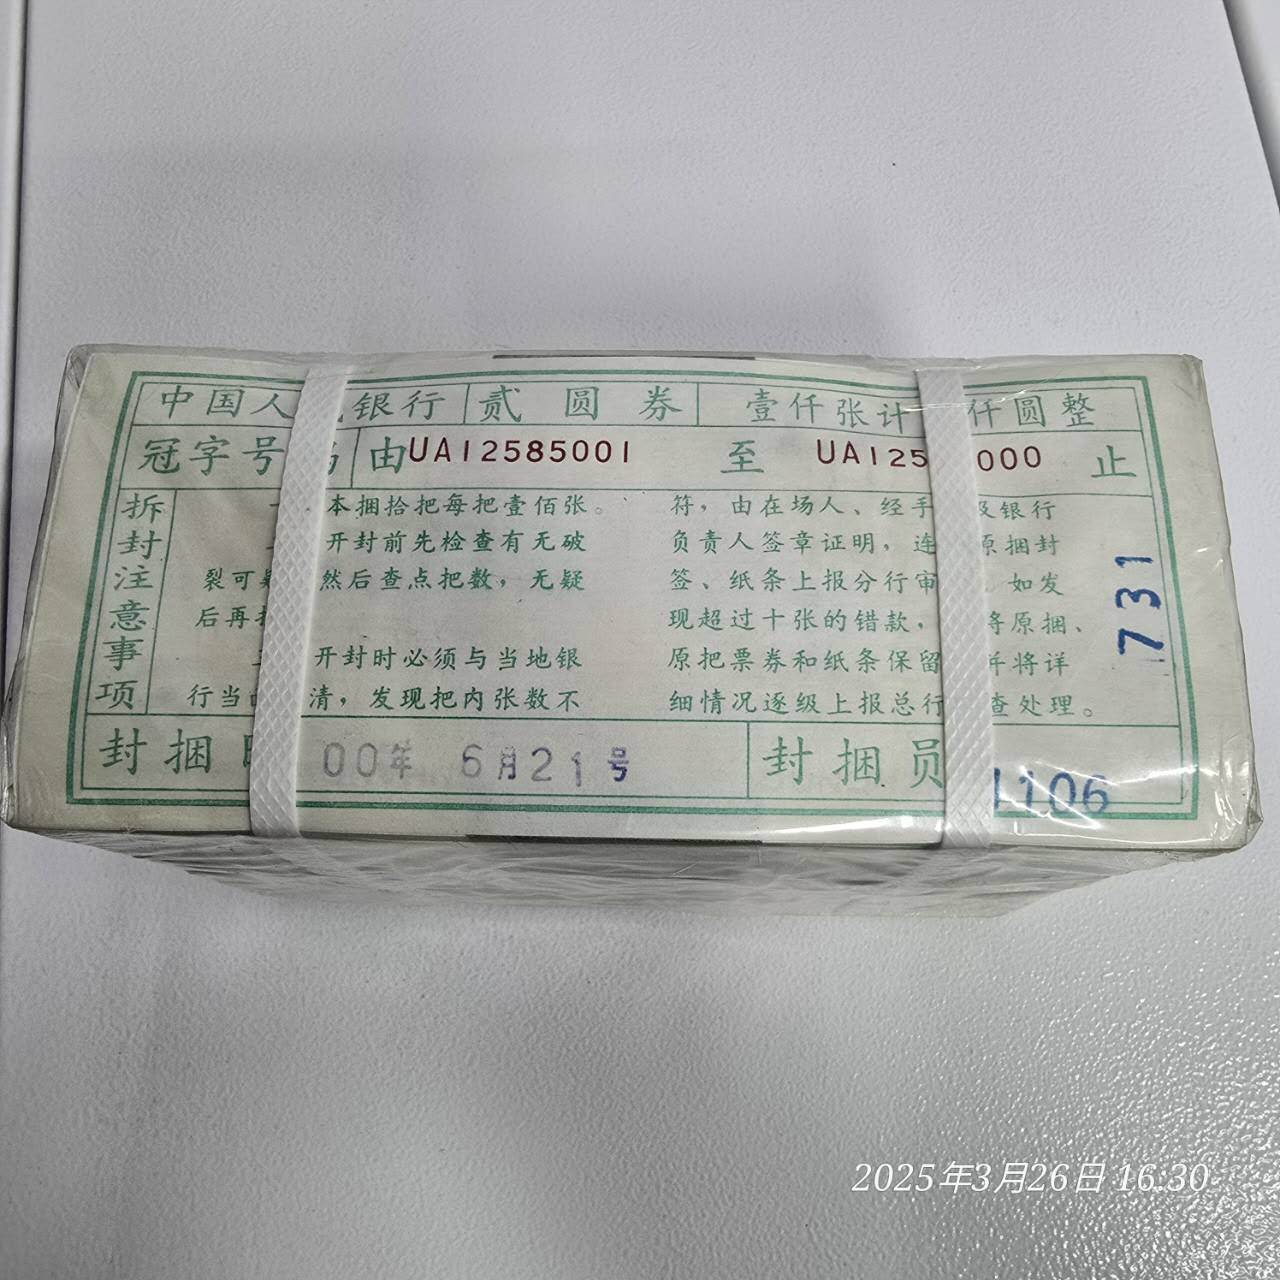 中国人 银行 贰圆券 壹仟张计 仟圆整
冠字号 由UA12585001 至 UA125 000 止
拆封注意事项
本捆拾把每把壹佰张。
开封前先检查有无破
裂可 然后查点把数，无疑
后再
开封时必须与当地银
行当 清，发现把内张数不
符，由在场人、经手 及银行
负责人签章证明，连 原捆封
签、纸条上报分行审 如发
现超过十张的错款， 将原捆、
原把票券和纸条保留 并将详
细情况逐级上报总行 查处理。
731
封捆 00年 6月21号 封捆员 1106
2025年3月26日 16:30